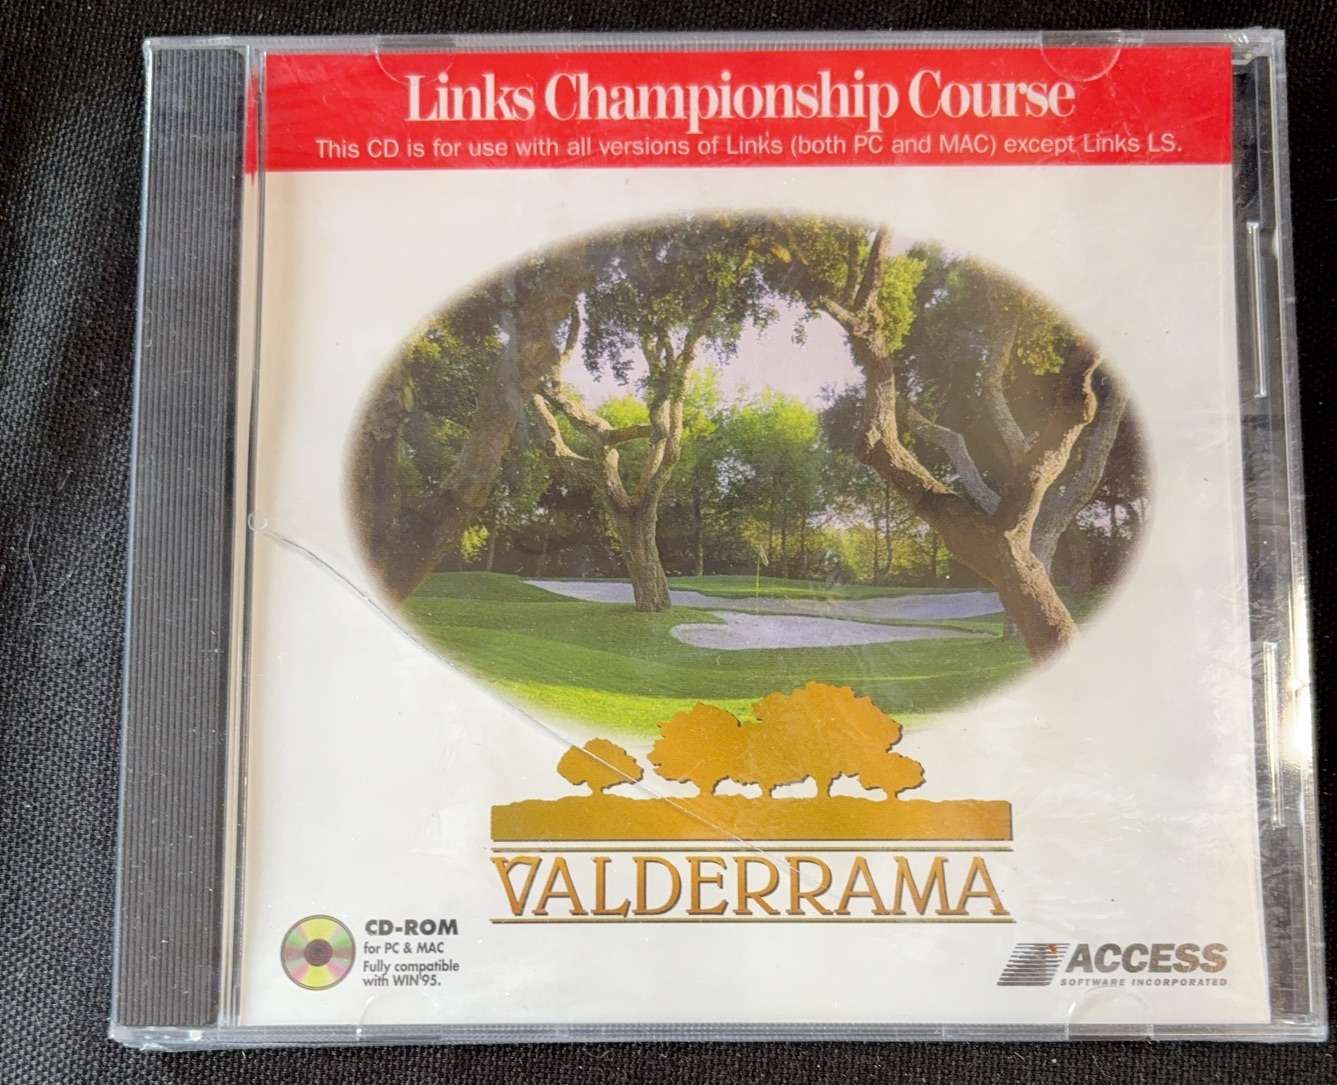 Links Championship Course
This CD is for use with all versions of Links (both PC and MAC) except Links LS.
VALDERRAMA
CD-ROM
for PC & MAC
Fully compatible
with WIN'95.
ACCESS
SOFTWARE INCORPORATED